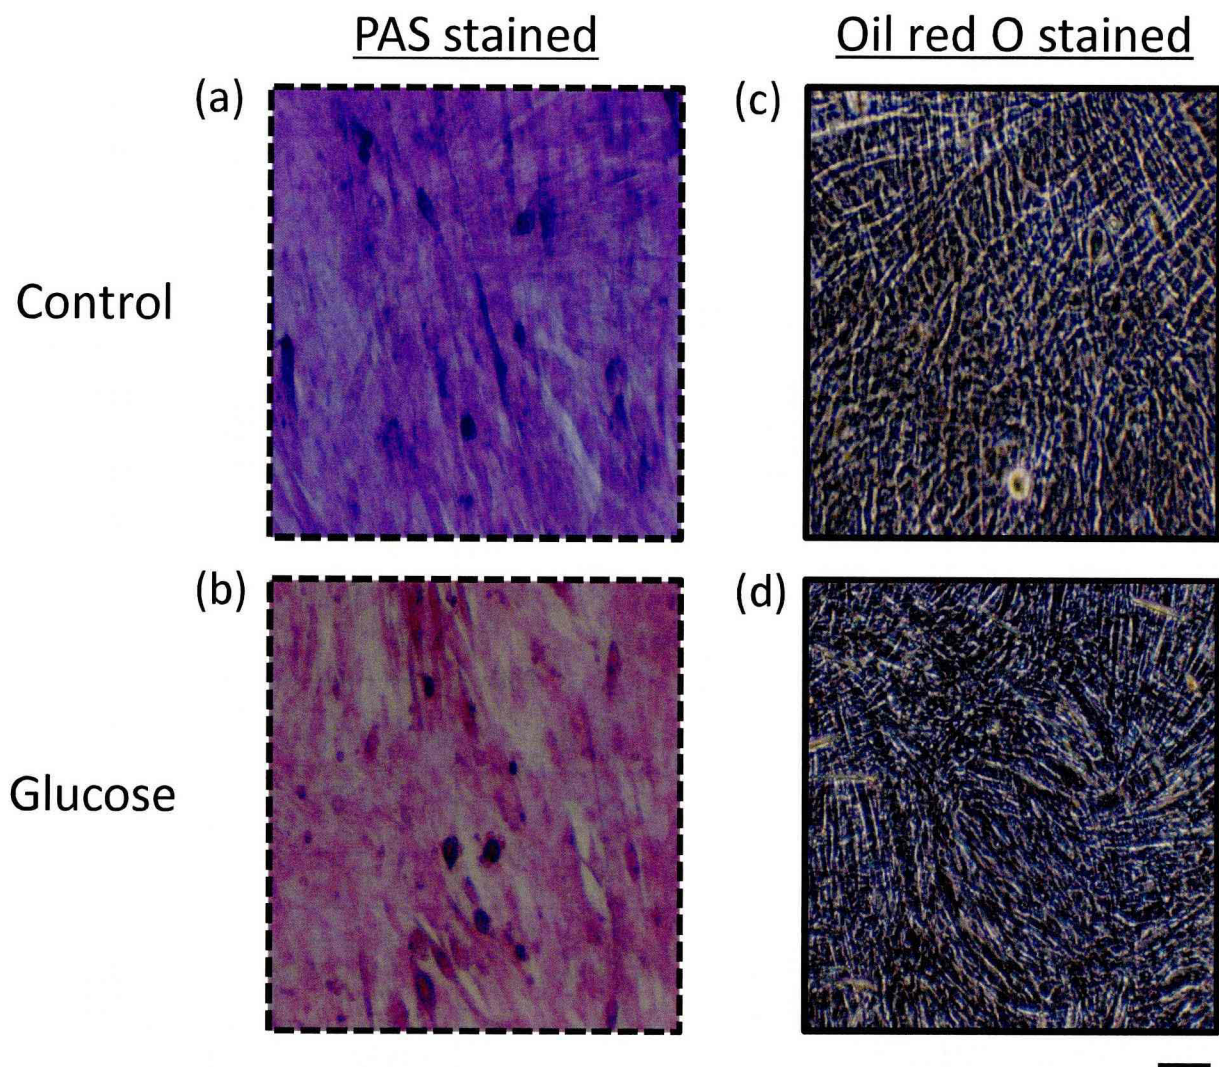 PAS stained
Oil red O stained
(a)
(c)
Control
(b)
(d)
Glucose